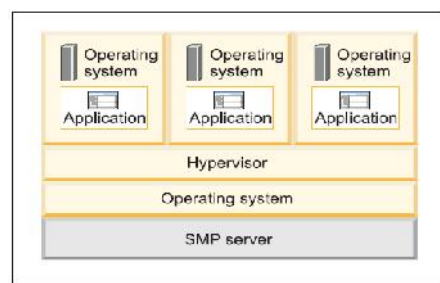 Operating
system
Application
Operating
system
Application
Operating
system
Application
Hypervisor
Operating system
SMP server